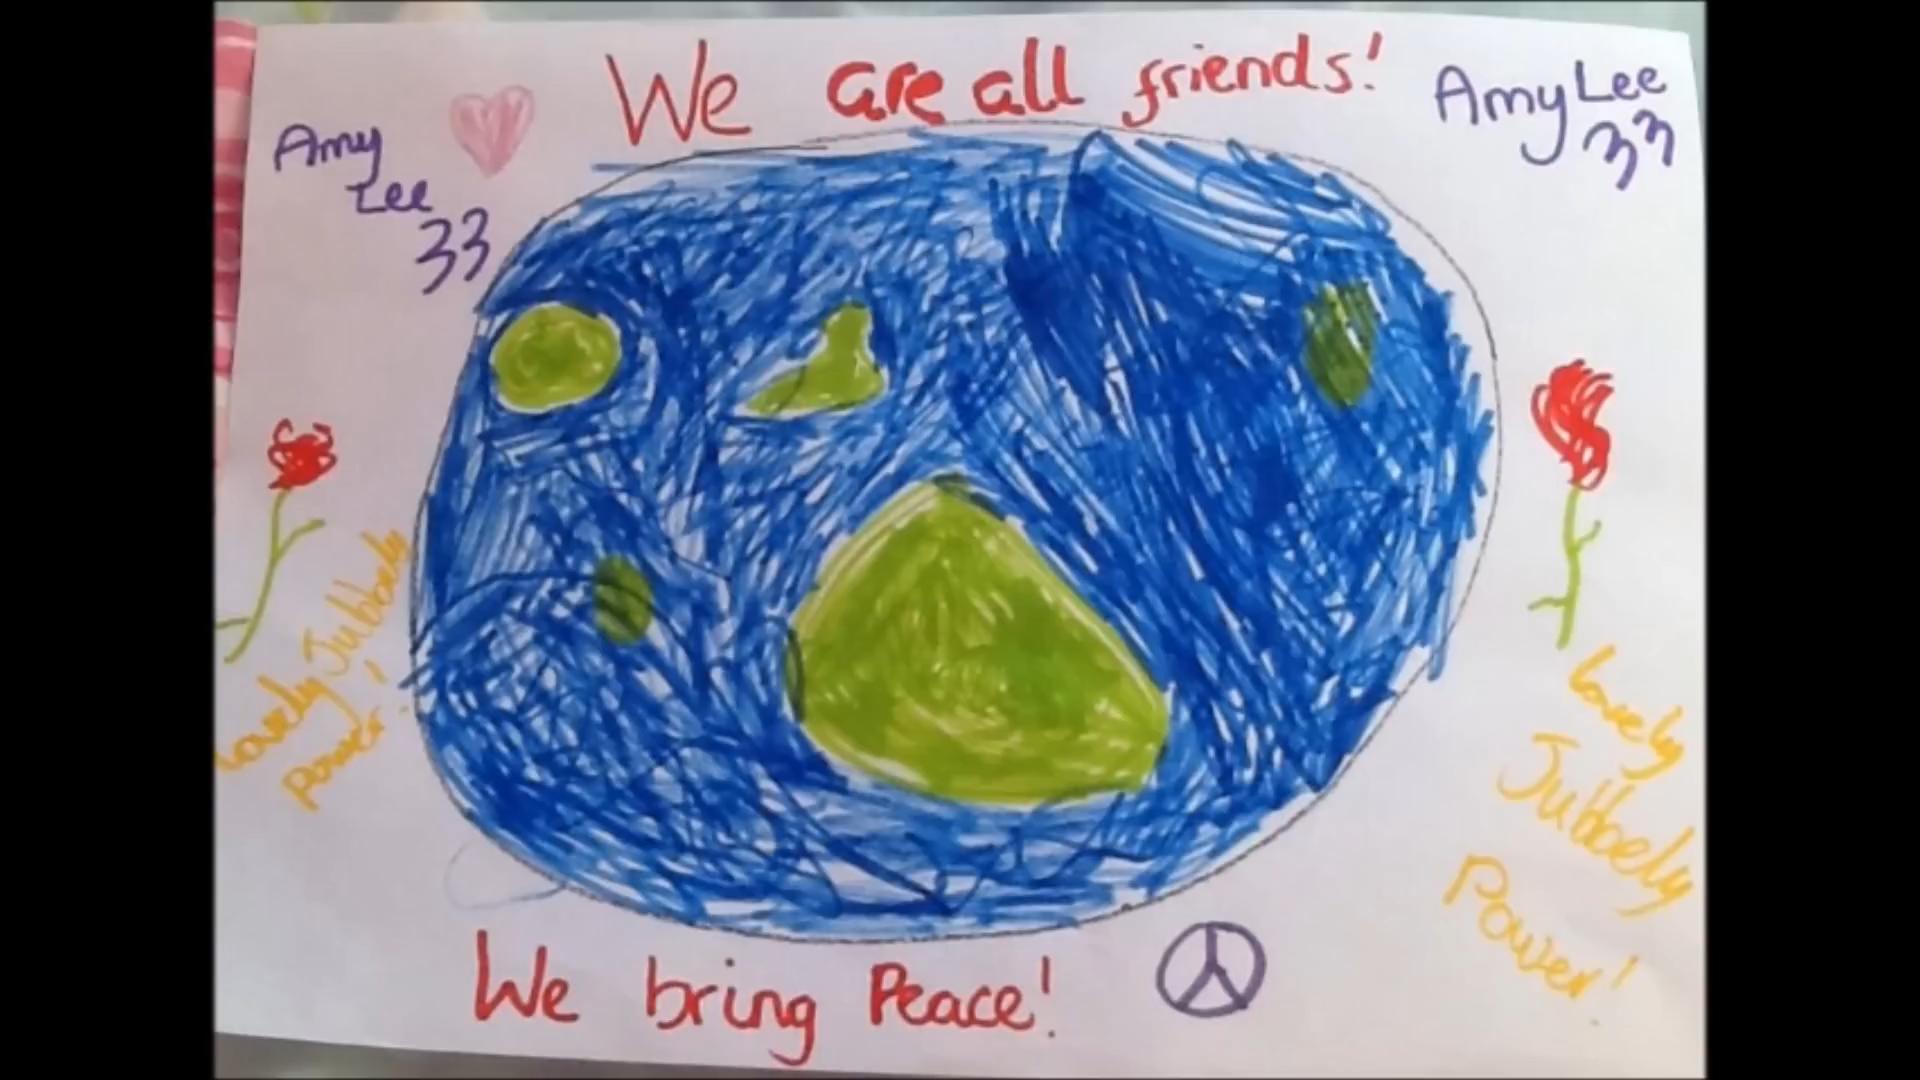 We are all friends!
Amy
Lee
33
Amy Lee
33
Lovely Jubbely
Power!
Lovely
Jubbely
Power!
We bring Peace!